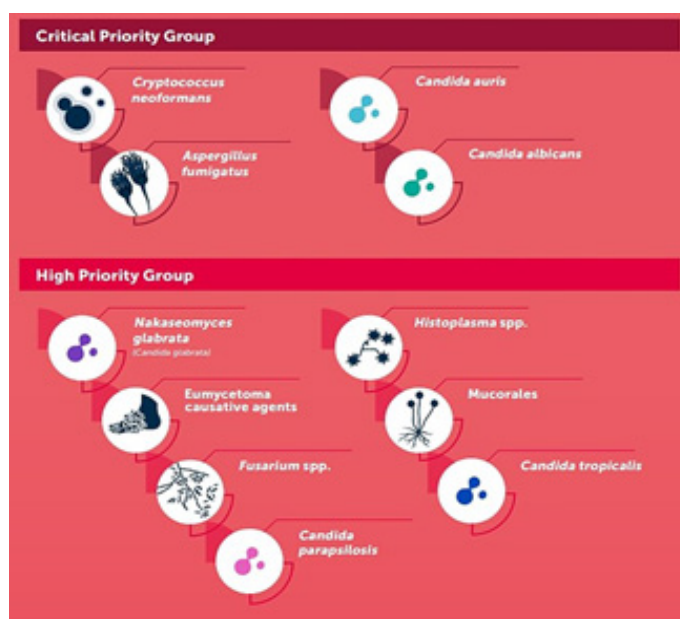 Critical Priority Group
Cryptococcus
neoformans
Aspergillus
fumigatus
Candida auris
Candida albicans
High Priority Group
Nakaseomyces
glabrata
(Candida glabrata)
Eumycetoma
causative agents
Fusarium spp.
Candida
parapsilosis
Histoplasma spp.
Mucorales
Candida tropicalis